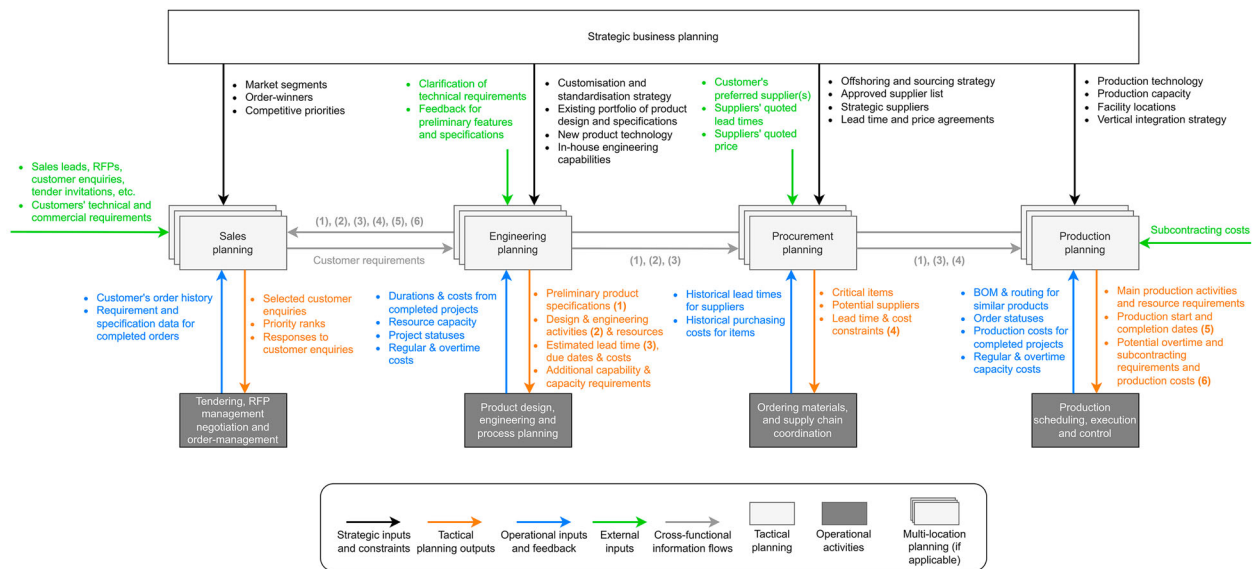 Strategic business planning
• Market segments
• Order-winners
• Competitive priorities
• Clarification of
technical requirements
• Feedback for
preliminary features
and specifications
• Customisation and
standardisation strategy
• Existing portfolio of product
design and specifications
• New product technology
• In-house engineering
capabilities
• Customer's
preferred supplier(s)
• Suppliers' quoted
lead times
• Suppliers' quoted
price
• Offshoring and sourcing strategy
• Approved supplier list
• Strategic suppliers
• Lead time and price agreements
• Production technology
• Production capacity
• Facility locations
• Vertical integration strategy
• Sales leads, RFPs,
customer enquiries,
tender invitations, etc.
• Customers' technical and
commercial requirements
Sales
planning
(1), (2), (3), (4), (5), (6)
Customer requirements
Engineering
planning
(1), (2), (3)
Procurement
planning
(1), (3), (4)
Production
planning
Subcontracting costs
• Customer's order history
• Requirement and
specification data for
completed orders
• Selected customer
enquiries
• Priority ranks
• Responses to
customer enquiries
• Durations & costs from
completed projects
• Resource capacity
• Project statuses
• Regular & overtime
costs
• Preliminary product
specifications (1)
• Design & engineering
activities (2) & resources
• Estimated lead time (3),
due dates & costs
• Additional capability &
capacity requirements
• Historical lead times
for suppliers
• Historical purchasing
costs for items
• Critical items
• Potential suppliers
• Lead time & cost
constraints (4)
• BOM & routing for
similar products
• Order statuses
• Production costs for
completed projects
• Regular & overtime
capacity costs
• Main production activities
and resource requirements
• Production start and
completion dates (5)
• Potential overtime and
subcontracting
requirements and
production costs (6)
Tendering, RFP
management
negotiation and
order-management
Product design,
engineering and
process planning
Ordering materials,
and supply chain
coordination
Production
scheduling, execution
and control
Strategic inputs
and constraints
Tactical
planning outputs
Operational inputs
and feedback
External
inputs
Cross-functional
information flows
Tactical
planning
Operational
activities
Multi-location
planning (if
applicable)